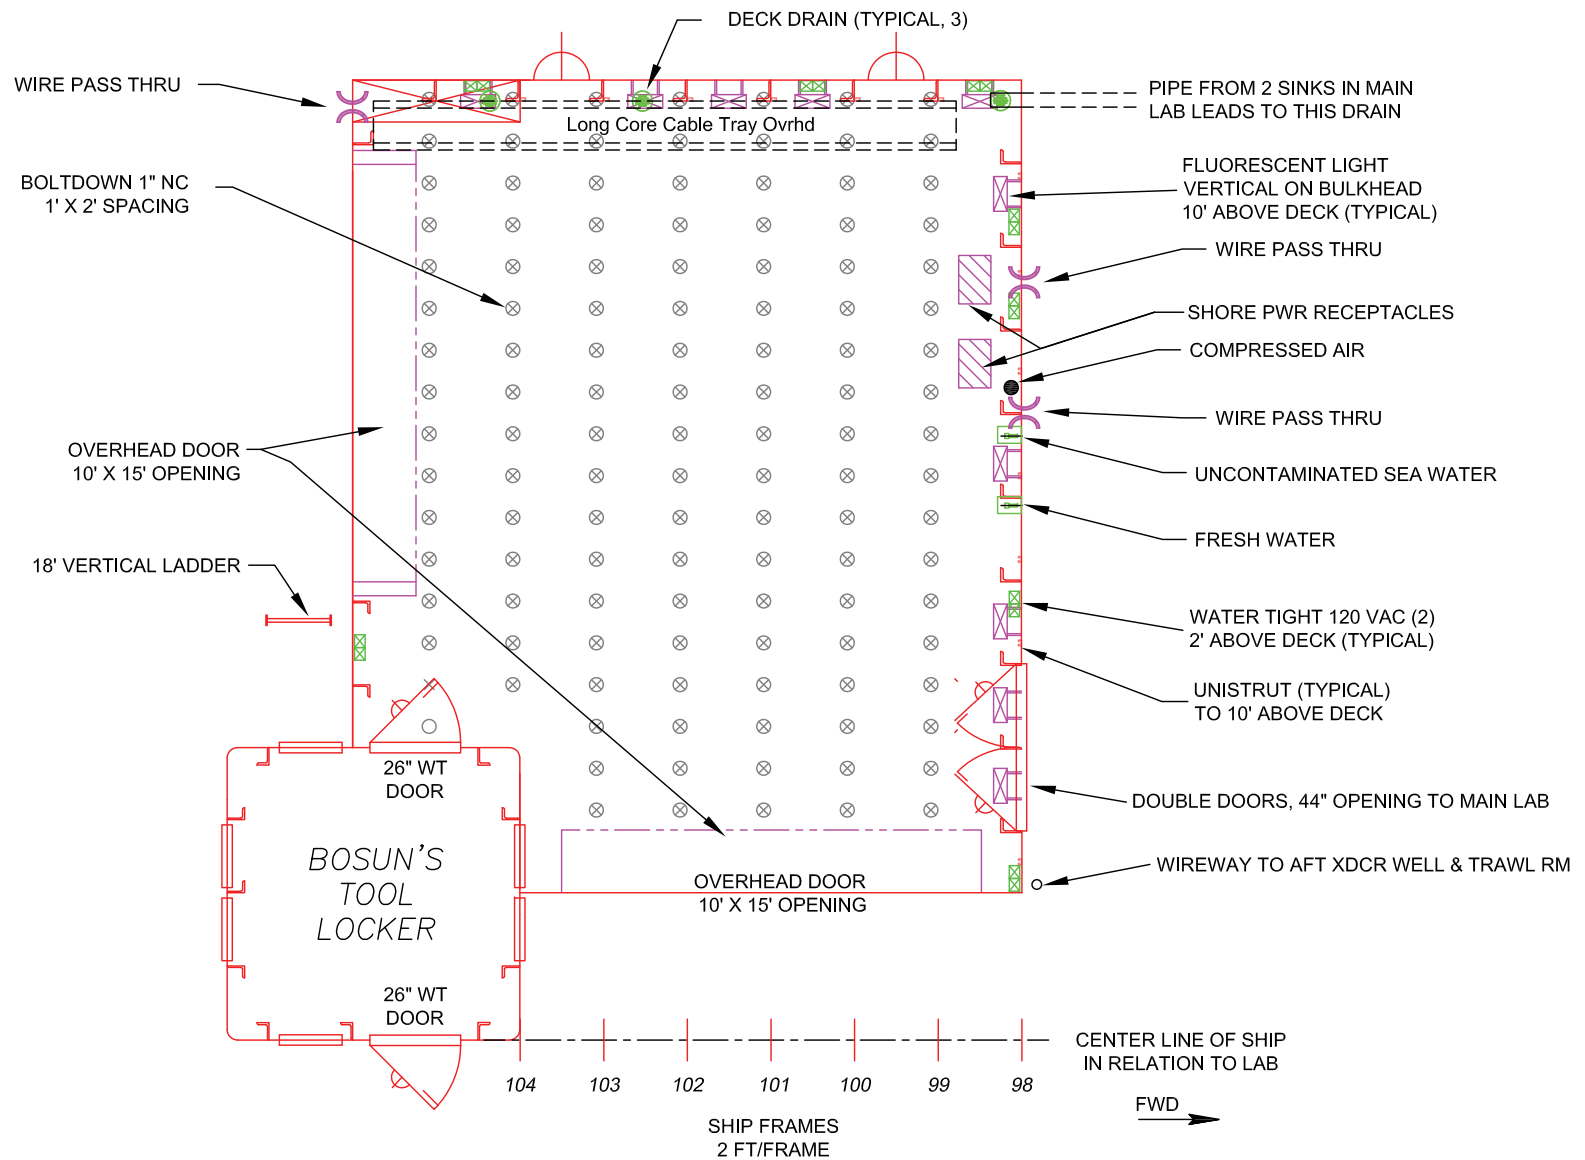 DECK DRAIN (TYPICAL, 3)
WIRE PASS THRU
PIPE FROM 2 SINKS IN MAIN
LAB LEADS TO THIS DRAIN
Long Core Cable Tray Ovrhd
BOLTDOWN 1" NC
1' X 2' SPACING
FLUORESCENT LIGHT
VERTICAL ON BULKHEAD
10' ABOVE DECK (TYPICAL)
WIRE PASS THRU
SHORE PWR RECEPTACLES
COMPRESSED AIR
WIRE PASS THRU
OVERHEAD DOOR
10' X 15' OPENING
UNCONTAMINATED SEA WATER
FRESH WATER
18' VERTICAL LADDER
WATER TIGHT 120 VAC (2)
2' ABOVE DECK (TYPICAL)
UNISTRUT (TYPICAL)
TO 10' ABOVE DECK
26" WT
DOOR
DOUBLE DOORS, 44" OPENING TO MAIN LAB
BOSUN'S
TOOL
LOCKER
OVERHEAD DOOR
10' X 15' OPENING
WIREWAY TO AFT XDCR WELL & TRAWL RM
26" WT
DOOR
CENTER LINE OF SHIP
IN RELATION TO LAB
104 103 102 101 100 99 98
FWD
SHIP FRAMES
2 FT/FRAME